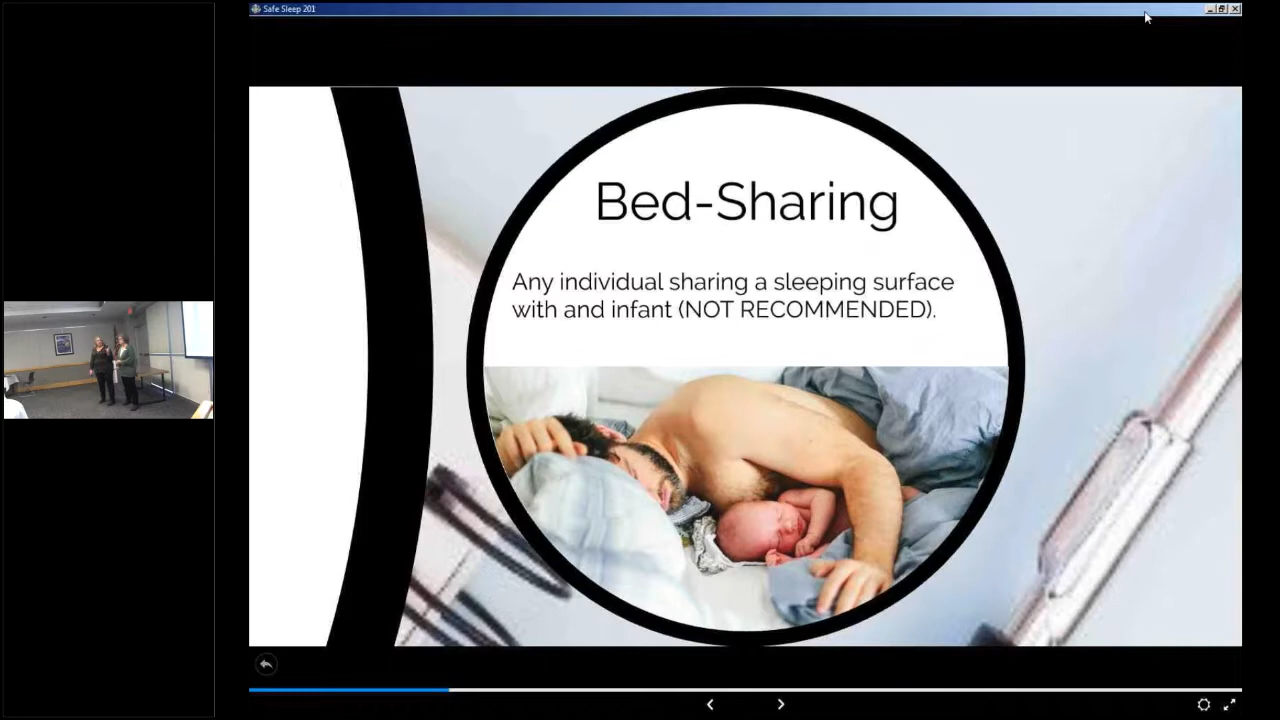 Safe Sleep 201
Bed-Sharing
Any individual sharing a sleeping surface
with and infant (NOT RECOMMENDED).